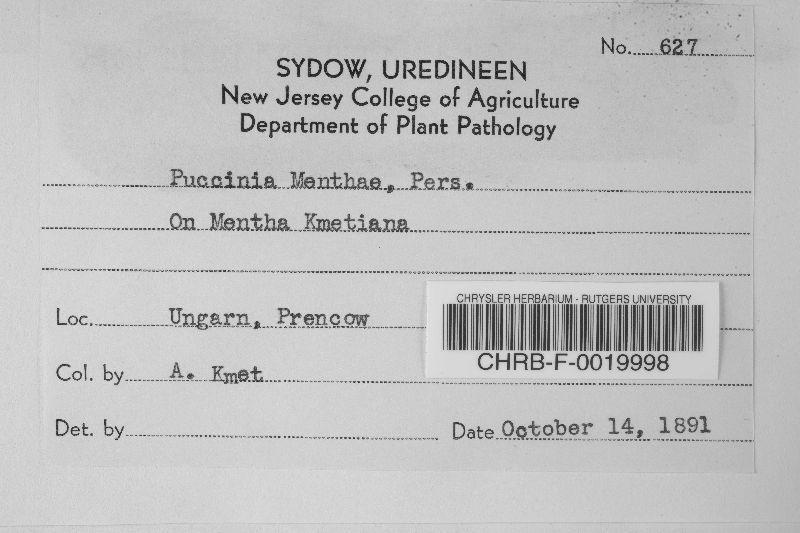 No. 627
SYDOW, UREDINEEN
New Jersey College of Agriculture
Department of Plant Pathology
Puccinia Menthae, Pers.
On Mentha Kmetiana
Loc. Ungarn, Prencow
CHRYSLER HERBARIUM - RUTGERS UNIVERSITY
CHRB-F-0019998
Col. by A. Kmet
Det. by
Date October 14, 1891